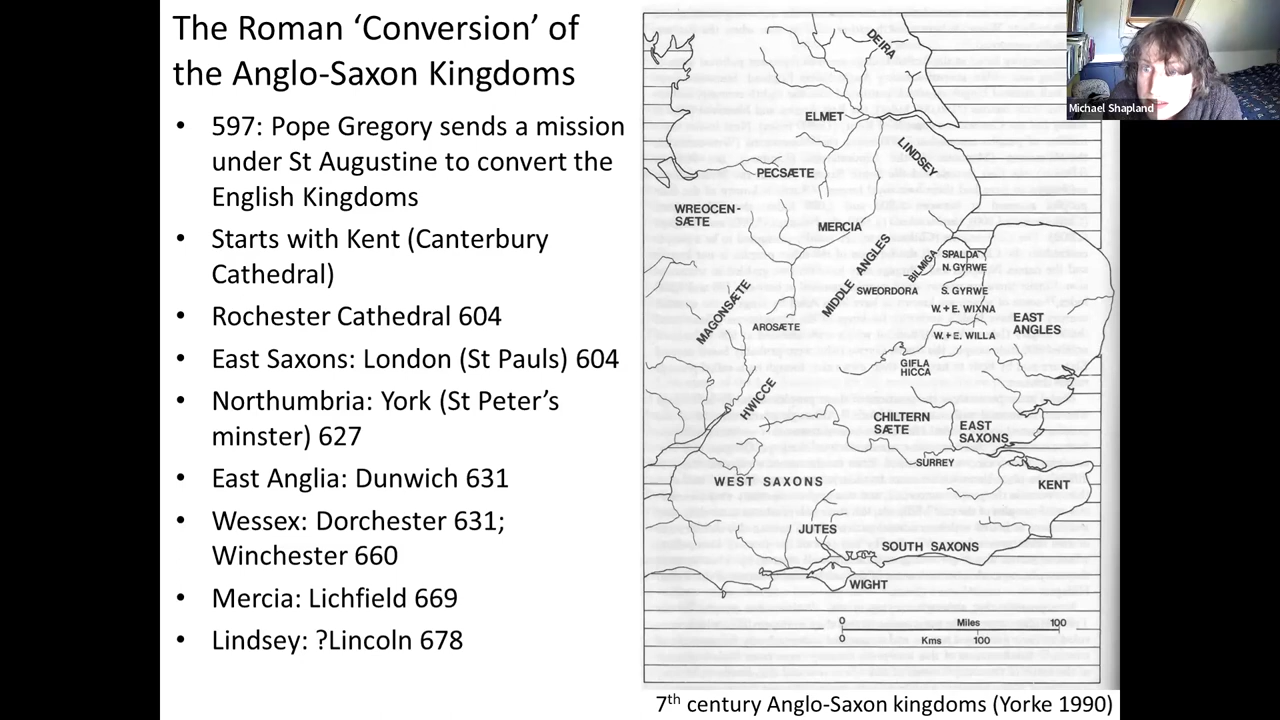 The Roman ‘Conversion’ of
the Anglo-Saxon Kingdoms
• 597: Pope Gregory sends a mission
under St Augustine to convert the
English Kingdoms
• Starts with Kent (Canterbury
Cathedral)
• Rochester Cathedral 604
• East Saxons: London (St Pauls) 604
• Northumbria: York (St Peter’s
minster) 627
• East Anglia: Dunwich 631
• Wessex: Dorchester 631;
Winchester 660
• Mercia: Lichfield 669
• Lindsey: ?Lincoln 678
DEIRA
ELMET
LINDSEY
PECSÆTE
WREOCEN-
SÆTE
MERCIA
MIDDLE ANGLES
BILMIGA
SPALDA
N. GYRWE
SWEORDORA
S. GYRWE
W. + E. WIXNA
MAGONSÆTE
AROSÆTE
EAST
ANGLES
W. + E. WILLA
GIFLA
HICCA
HWICCE
CHILTERN
SÆTE
EAST
SAXONS
SURREY
WEST SAXONS
KENT
JUTES
SOUTH SAXONS
WIGHT
0 Miles 100
0 Kms 100
7th century Anglo-Saxon kingdoms (Yorke 1990)
Michael Shapland